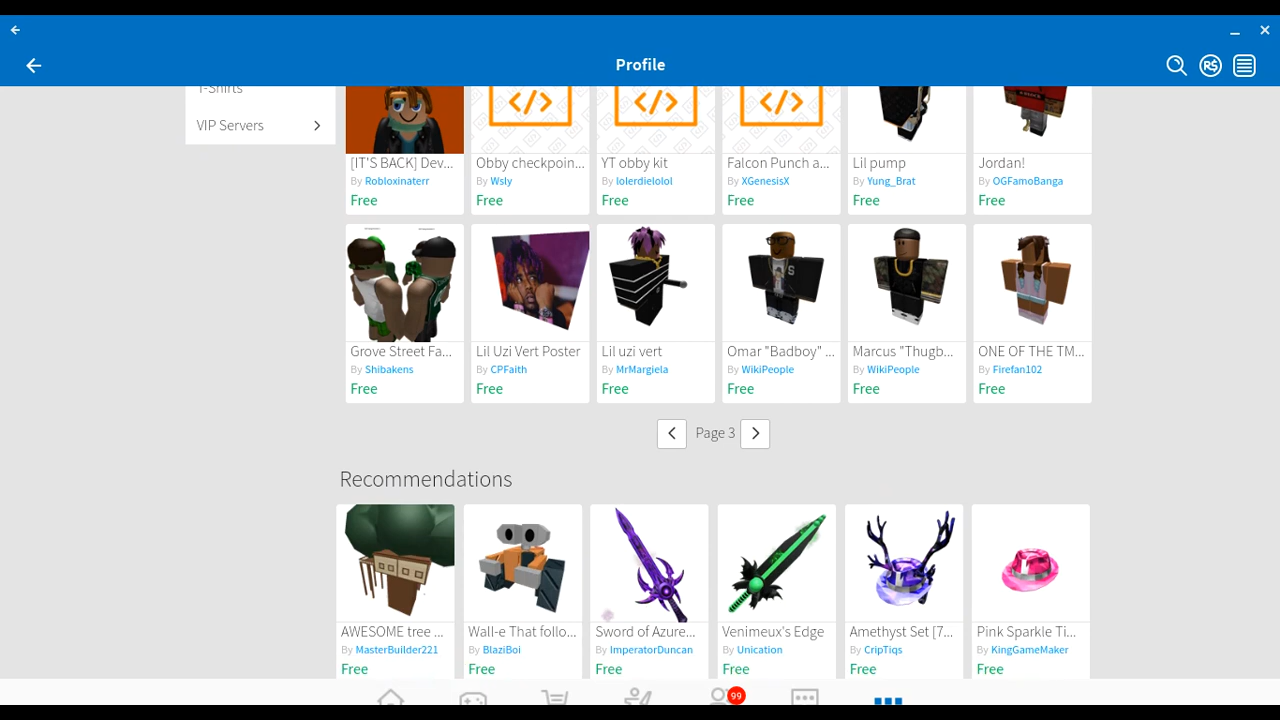 Profile
R$
T-Shirts
VIP Servers
[IT'S BACK] Dev...
By Robloxinaterr
Free
Obby checkpoin...
By Wsly
Free
YT obby kit
By lolerdielolol
Free
Falcon Punch a...
By XGenesisX
Free
Lil pump
By Yung_Brat
Free
Jordan!
By OGFamoBanga
Free
Grove Street Fa...
By Shibakens
Free
Lil Uzi Vert Poster
By CPFaith
Free
Lil uzi vert
By MrMargiela
Free
Omar "Badboy" ...
By WikiPeople
Free
Marcus "Thugb...
By WikiPeople
Free
ONE OF THE TM...
By Firefan102
Free
Page 3
Recommendations
AWESOME tree ...
By MasterBuilder221
Free
Wall-e That follo...
By BlaziBoi
Free
Sword of Azure...
By ImperatorDuncan
Free
Venimeux's Edge
By Unication
Free
Amethyst Set [7...
By CripTiqs
Free
Pink Sparkle Ti...
By KingGameMaker
Free
99